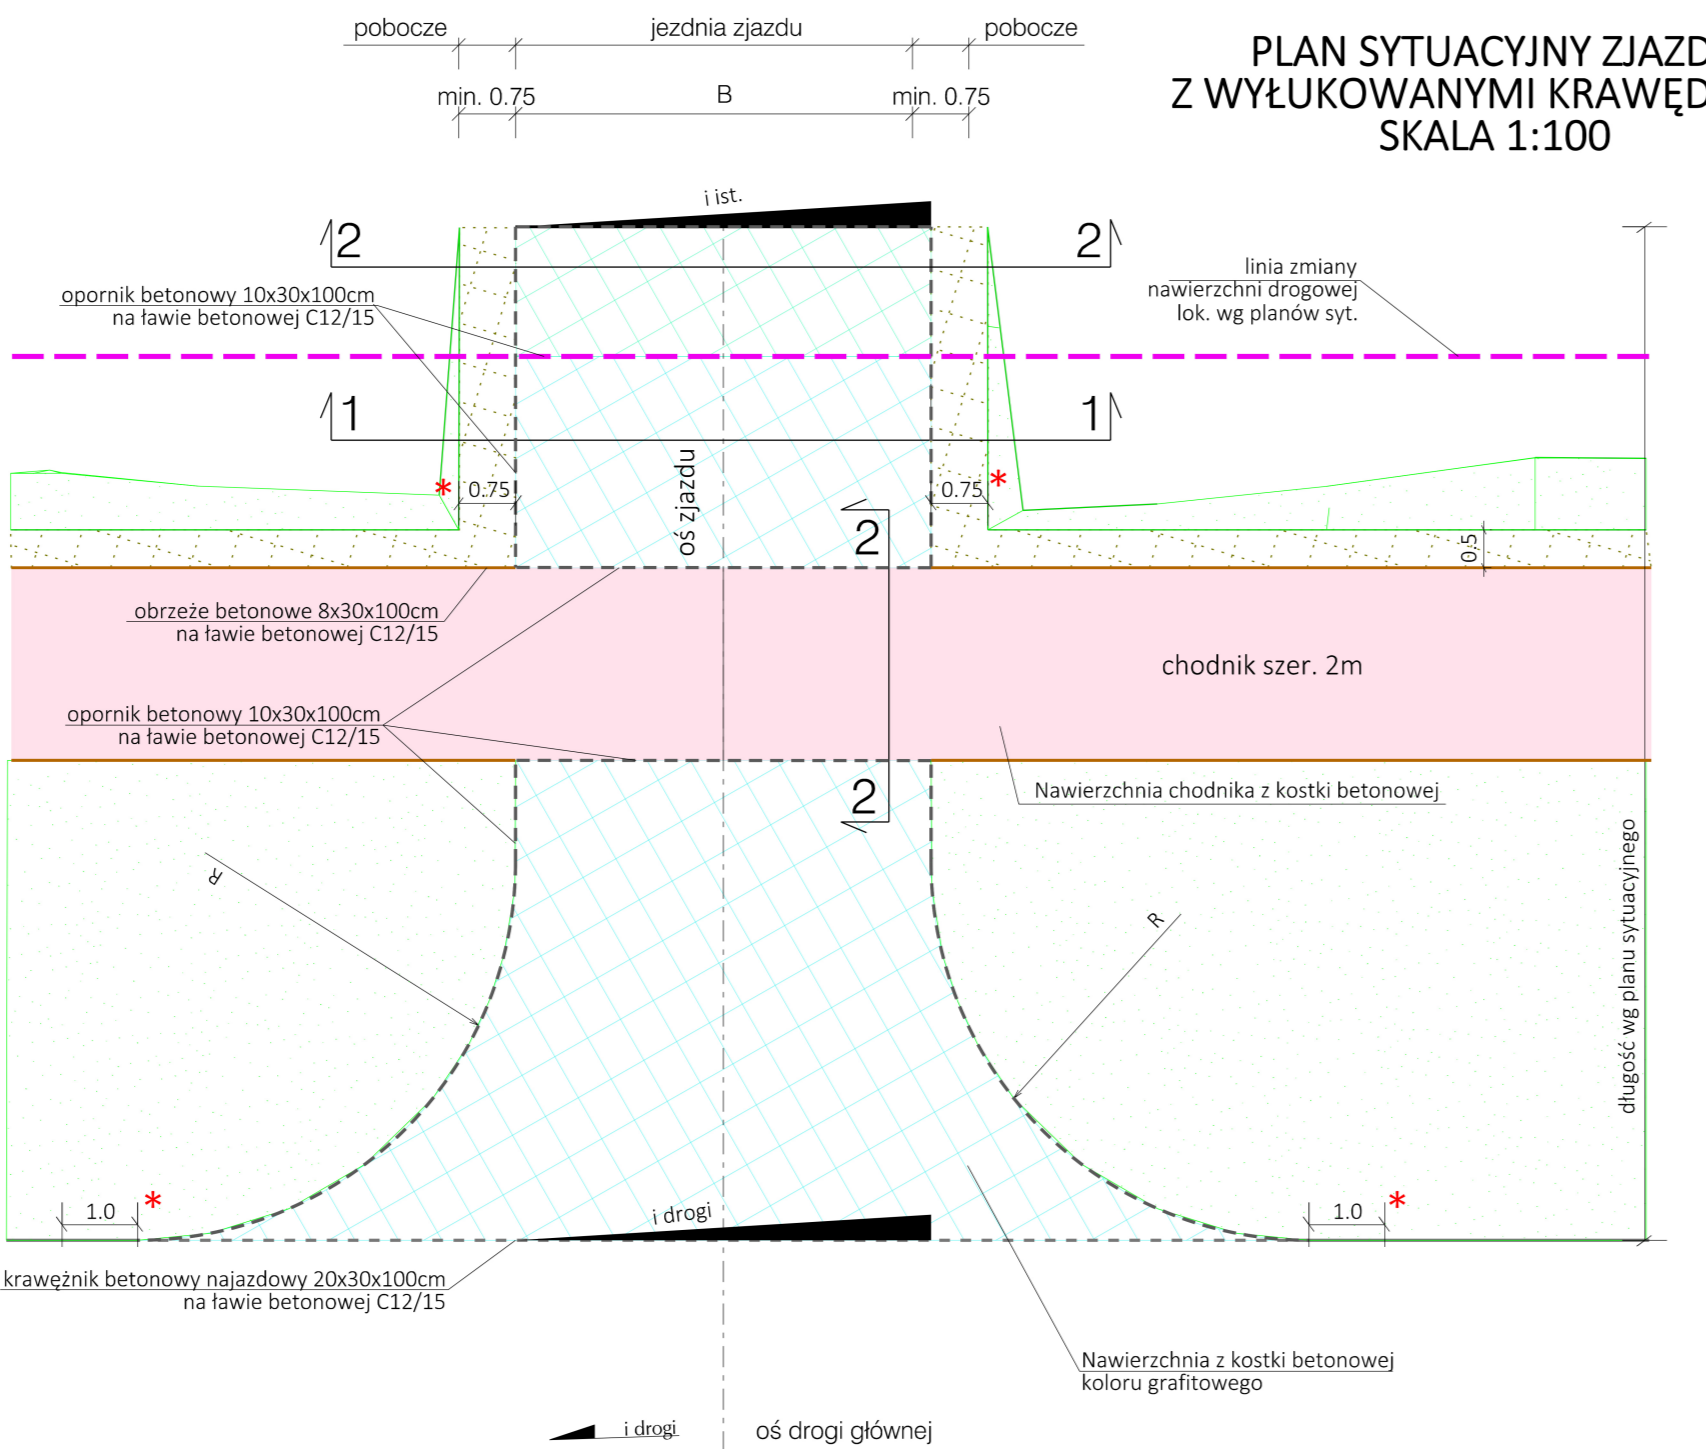 pobocze
jezdnia zjazdu
pobocze
min. 0.75
B
min. 0.75
PLAN SYTUACYJNY ZJAZD
Z WYŁUKOWANYMI KRAWĘD
SKALA 1:100
i ist.
2
2
opornik betonowy 10x30x100cm
na ławie betonowej C12/15
linia zmiany
nawierzchni drogowej
lok. wg planów syt.
1
1
*
0.75
oś zjazdu
0.75
*
2
0.5
obrzeże betonowe 8x30x100cm
na ławie betonowej C12/15
chodnik szer. 2m
opornik betonowy 10x30x100cm
na ławie betonowej C12/15
2
Nawierzchnia chodnika z kostki betonowej
R
R
długość wg planu sytuacyjnego
1.0
*
i drogi
1.0
*
krawężnik betonowy najazdowy 20x30x100cm
na ławie betonowej C12/15
Nawierzchnia z kostki betonowej
koloru grafitowego
i drogi
oś drogi głównej